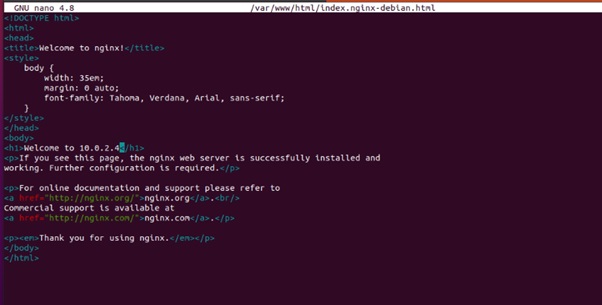 GNU nano 4.8 /var/www/html/index.nginx-debian.html
<!DOCTYPE html>
<html>
<head>
<title>Welcome to nginx!</title>
<style>
    body {
        width: 35em;
        margin: 0 auto;
        font-family: Tahoma, Verdana, Arial, sans-serif;
    }
</style>
</head>
<body>
<h1>Welcome to 10.0.2.4</h1>
<p>If you see this page, the nginx web server is successfully installed and
working. Further configuration is required.</p>

<p>For online documentation and support please refer to
<a href="http://nginx.org/">nginx.org</a>.<br/>
Commercial support is available at
<a href="http://nginx.com/">nginx.com</a>.</p>

<p><em>Thank you for using nginx.</em></p>
</body>
</html>